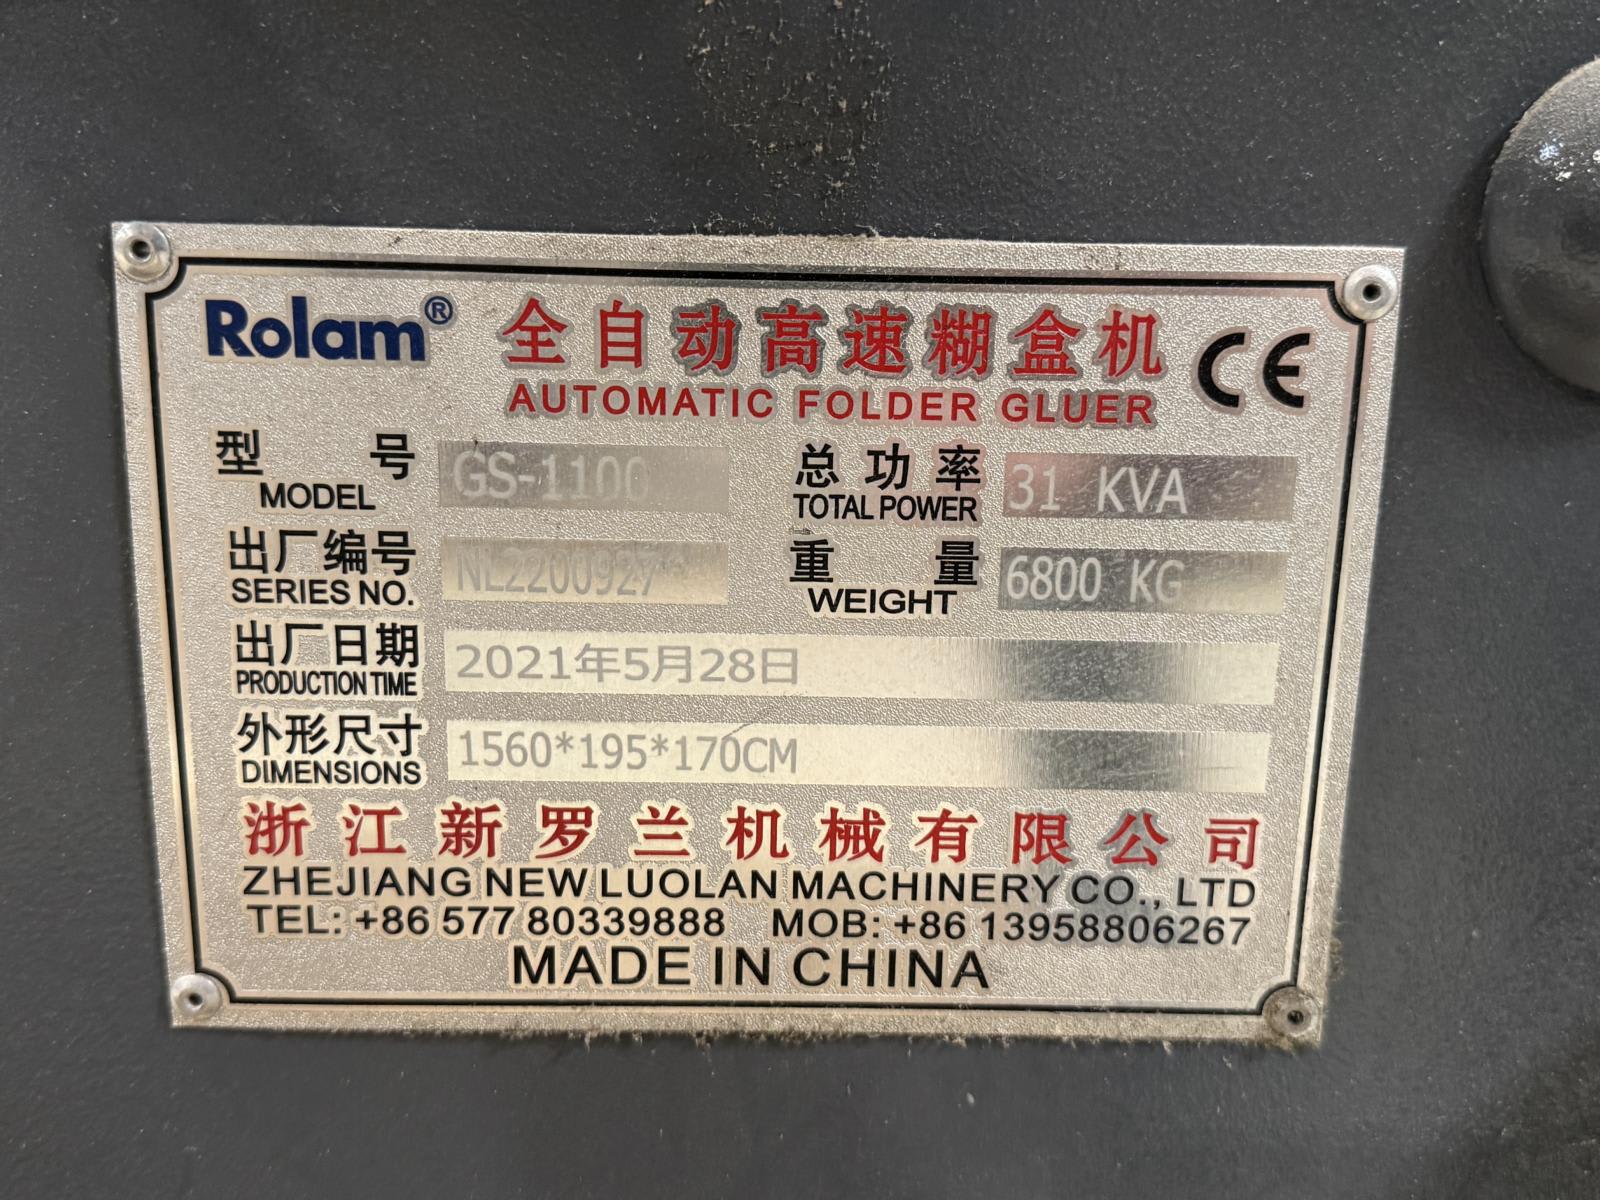 Rolam® 全自动高速糊盒机 CE
AUTOMATIC FOLDER GLUER
型号 GS-1100 总功率 31 KVA
MODEL TOTAL POWER
出厂编号 NL2200927 重量 6800 KG
SERIES NO. WEIGHT
出厂日期 2021年5月28日
PRODUCTION TIME
外形尺寸 1560*195*170CM
DIMENSIONS
浙江新罗兰机械有限公司
ZHEJIANG NEW LUOLAN MACHINERY CO., LTD
TEL: +86 577 80339888 MOB: +86 13958806267
MADE IN CHINA